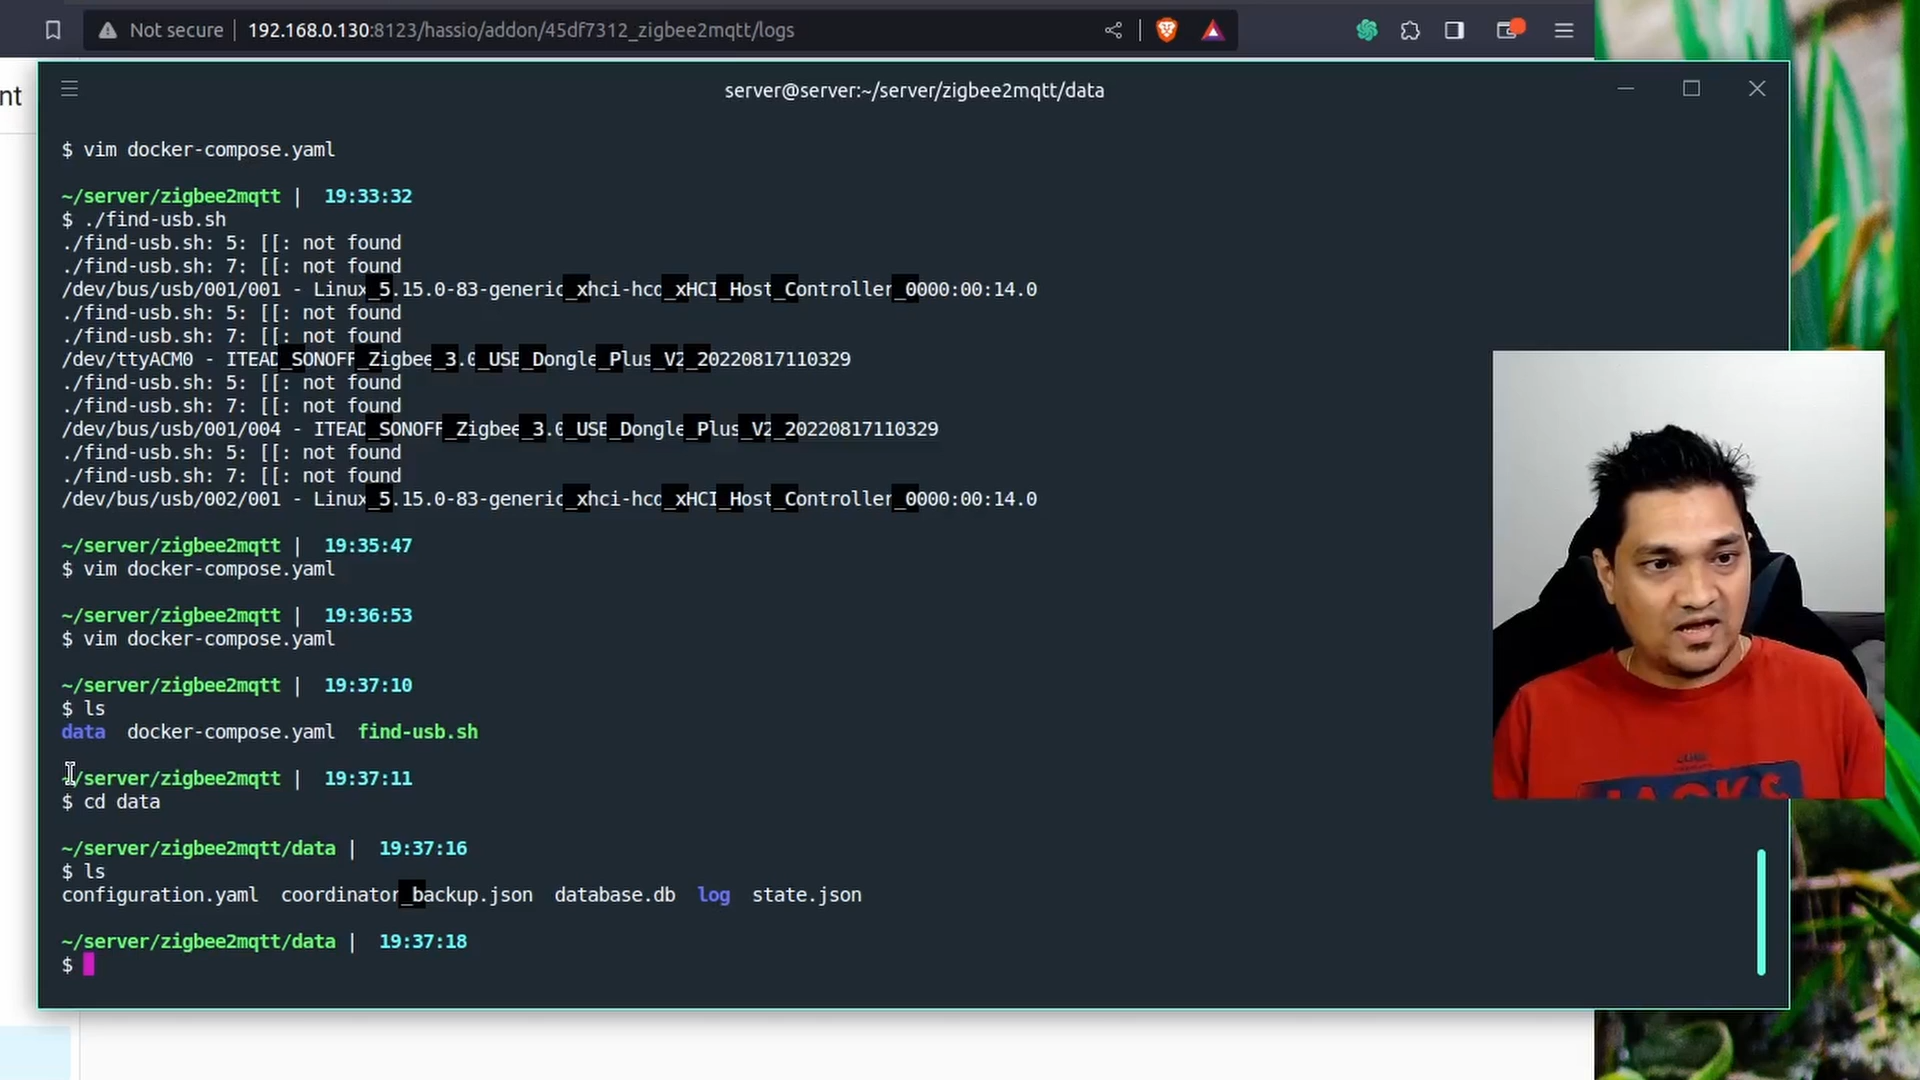 Not secure 192.168.0.130:8123/hassio/addon/45df7312_zigbee2mqtt/logs
nt
server@server:~/server/zigbee2mqtt/data
$ vim docker-compose.yaml
~/server/zigbee2mqtt | 19:33:32
$ ./find-usb.sh
./find-usb.sh: 5: [[: not found
./find-usb.sh: 7: [[: not found
/dev/bus/usb/001/001 - Linux_5.15.0-83-generic_xhci-hcd_xHCI_Host_Controller_0000:00:14.0
./find-usb.sh: 5: [[: not found
./find-usb.sh: 7: [[: not found
/dev/ttyACM0 - ITEAD_SONOFF_Zigbee_3.0_USB_Dongle_Plus_V2_20220817110329
./find-usb.sh: 5: [[: not found
./find-usb.sh: 7: [[: not found
/dev/bus/usb/001/004 - ITEAD_SONOFF_Zigbee_3.0_USB_Dongle_Plus_V2_20220817110329
./find-usb.sh: 5: [[: not found
./find-usb.sh: 7: [[: not found
/dev/bus/usb/002/001 - Linux_5.15.0-83-generic_xhci-hcd_xHCI_Host_Controller_0000:00:14.0
~/server/zigbee2mqtt | 19:35:47
$ vim docker-compose.yaml
~/server/zigbee2mqtt | 19:36:53
$ vim docker-compose.yaml
~/server/zigbee2mqtt | 19:37:10
$ ls
data docker-compose.yaml find-usb.sh
~/server/zigbee2mqtt | 19:37:11
$ cd data
~/server/zigbee2mqtt/data | 19:37:16
$ ls
configuration.yaml coordinator_backup.json database.db log state.json
~/server/zigbee2mqtt/data | 19:37:18
$